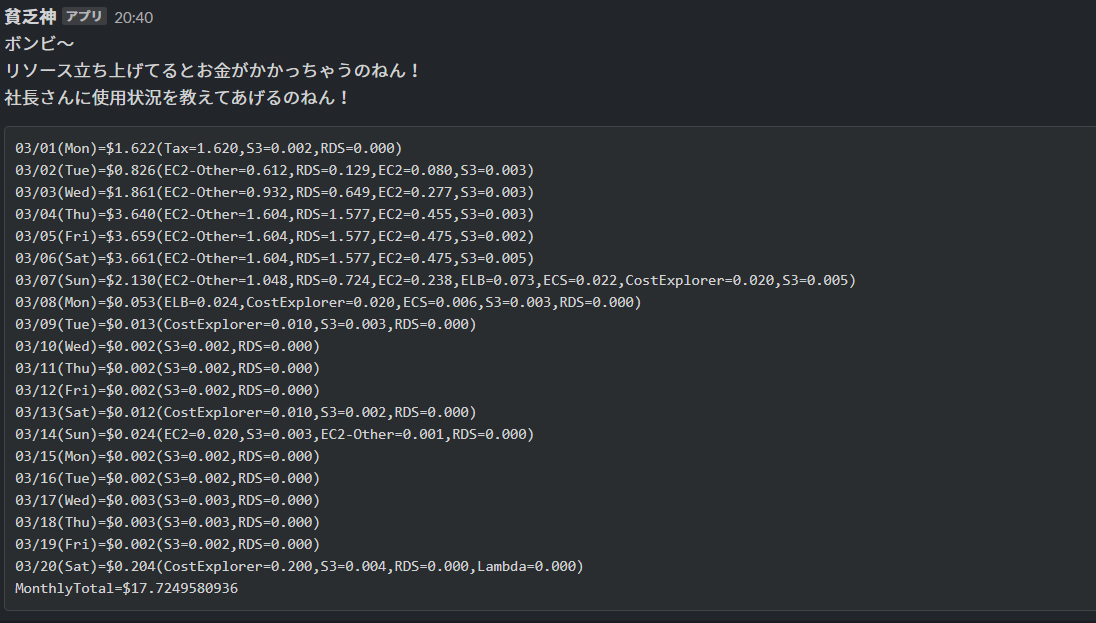 貧乏神 アプリ 20:40
ボンビ～
リソース立ち上げてるとお金がかかっちゃうのねん！
社長さんに使用状況を教えてあげるのねん！
03/01(Mon)=$1.622(Tax=1.620,S3=0.002,RDS=0.000)
03/02(Tue)=$0.826(EC2-Other=0.612,RDS=0.129,EC2=0.080,S3=0.003)
03/03(Wed)=$1.861(EC2-Other=0.932,RDS=0.649,EC2=0.277,S3=0.003)
03/04(Thu)=$3.640(EC2-Other=1.604,RDS=1.577,EC2=0.455,S3=0.003)
03/05(Fri)=$3.659(EC2-Other=1.604,RDS=1.577,EC2=0.475,S3=0.002)
03/06(Sat)=$3.661(EC2-Other=1.604,RDS=1.577,EC2=0.475,S3=0.005)
03/07(Sun)=$2.130(EC2-Other=1.048,RDS=0.724,EC2=0.238,ELB=0.073,ECS=0.022,CostExplorer=0.020,S3=0.005)
03/08(Mon)=$0.053(ELB=0.024,CostExplorer=0.020,ECS=0.006,S3=0.003,RDS=0.000)
03/09(Tue)=$0.013(CostExplorer=0.010,S3=0.003,RDS=0.000)
03/10(Wed)=$0.002(S3=0.002,RDS=0.000)
03/11(Thu)=$0.002(S3=0.002,RDS=0.000)
03/12(Fri)=$0.002(S3=0.002,RDS=0.000)
03/13(Sat)=$0.012(CostExplorer=0.010,S3=0.002,RDS=0.000)
03/14(Sun)=$0.024(EC2=0.020,S3=0.003,EC2-Other=0.001,RDS=0.000)
03/15(Mon)=$0.002(S3=0.002,RDS=0.000)
03/16(Tue)=$0.002(S3=0.002,RDS=0.000)
03/17(Wed)=$0.003(S3=0.003,RDS=0.000)
03/18(Thu)=$0.003(S3=0.003,RDS=0.000)
03/19(Fri)=$0.002(S3=0.002,RDS=0.000)
03/20(Sat)=$0.204(CostExplorer=0.200,S3=0.004,RDS=0.000,Lambda=0.000)
MonthlyTotal=$17.7249580936